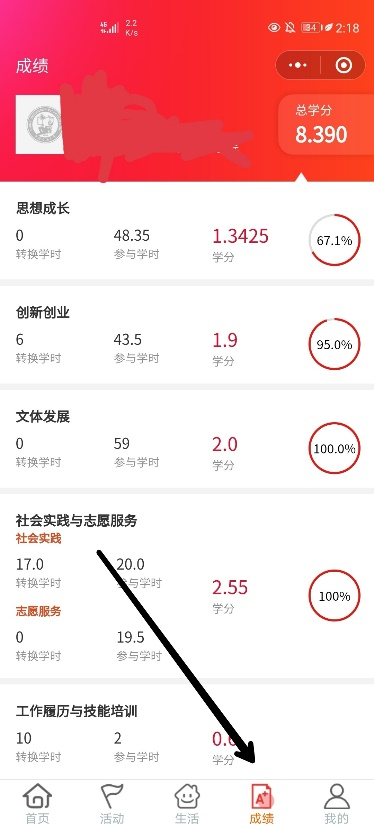 4G 2.2 K/s 84 2:18
成绩
总学分
8.390
思想成长
0 48.35 1.3425 67.1%
转换学时 参与学时 学分
创新创业
6 43.5 1.9 95.0%
转换学时 参与学时 学分
文体发展
0 59 2.0 100.0%
转换学时 参与学时 学分
社会实践与志愿服务
社会实践
17.0 20.0 2.55 100%
转换学时 参与学时 学分
志愿服务
0 19.5
转换学时 参与学时
工作履历与技能培训
10 2
转换学时 参与学时 学分
A+
首页 活动 生活 成绩 我的